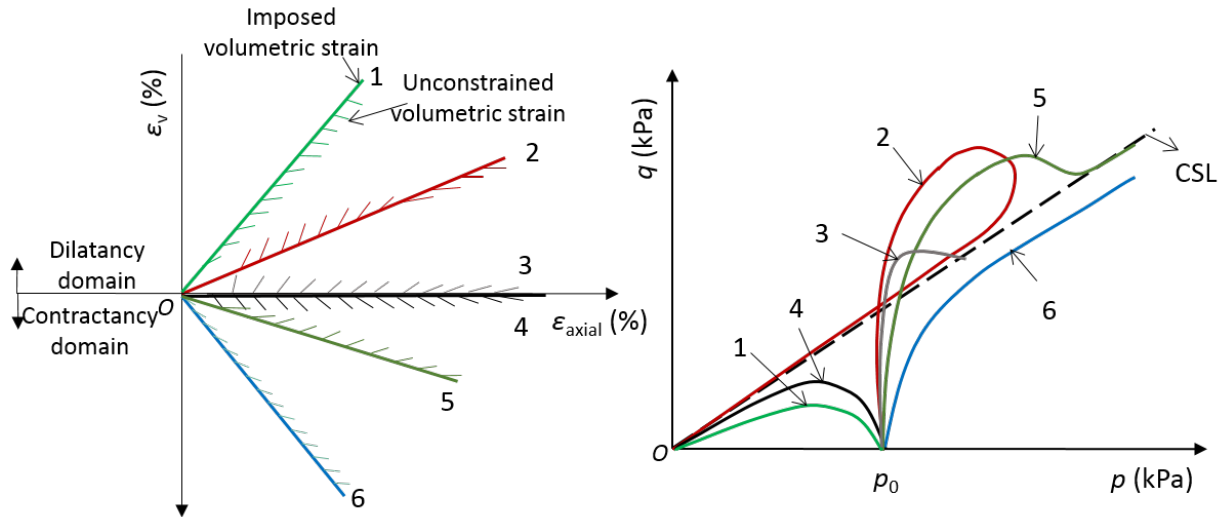 Imposed
volumetric strain
1
Unconstrained
volumetric strain
εv (%)
2
Dilatancy
domain
3
O
Contractancy
domain
4
εaxial (%)
5
6
q (kPa)
2
5
CSL
3
4
6
1
O
p0
p (kPa)